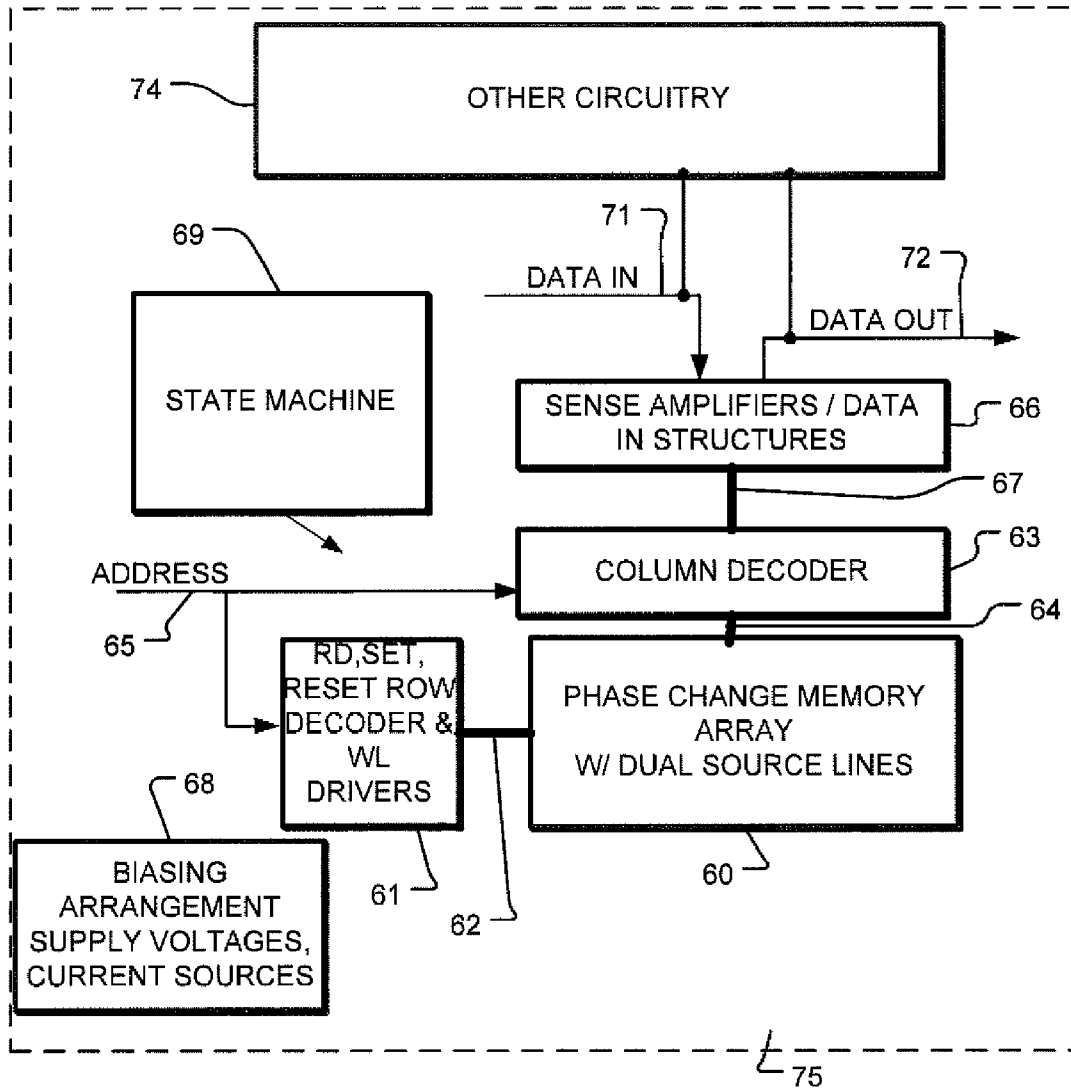 OTHER CIRCUITRY
74
71
69
DATA IN
72
DATA OUT
STATE MACHINE
SENSE AMPLIFIERS / DATA
IN STRUCTURES
66
67
ADDRESS
65
COLUMN DECODER
63
64
RD,SET,
RESET ROW
DECODER &
WL
DRIVERS
PHASE CHANGE MEMORY
ARRAY
W/ DUAL SOURCE LINES
68
61
62
60
BIASING
ARRANGEMENT
SUPPLY VOLTAGES,
CURRENT SOURCES
75